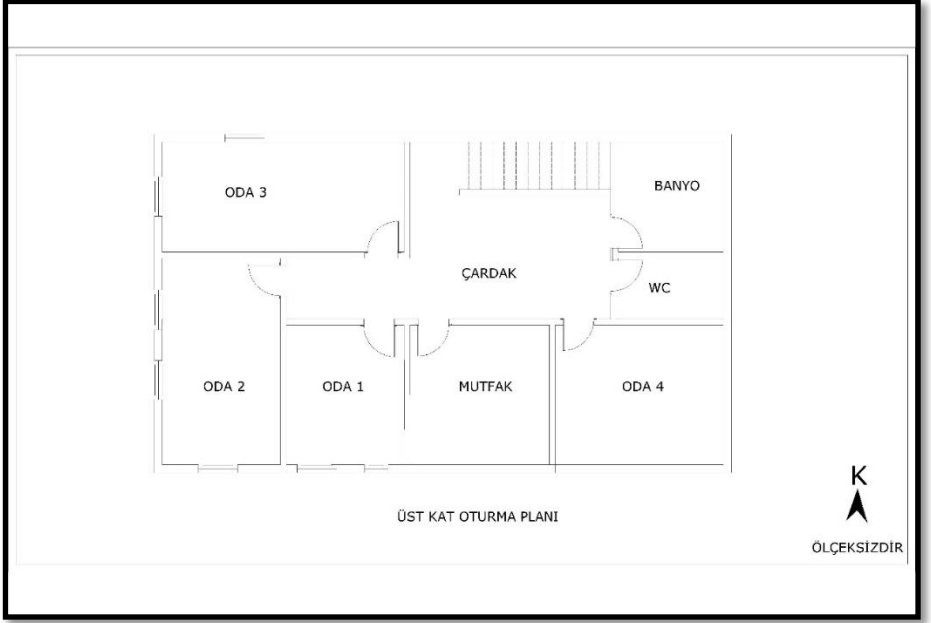 ODA 3
BANYO
ÇARDAK
WC
ODA 2
ODA 1
MUTFAK
ODA 4
ÜST KAT OTURMA PLANI
K
ÖLÇEKSİZDİR